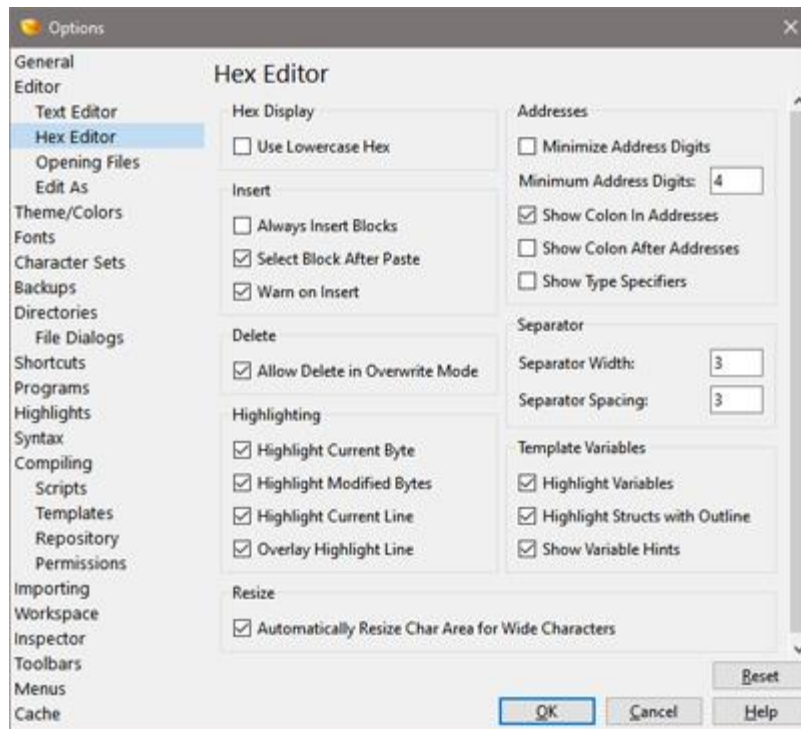 Options
General
Editor
Text Editor
Hex Editor
Opening Files
Edit As
Theme/Colors
Fonts
Character Sets
Backups
Directories
File Dialogs
Shortcuts
Programs
Highlights
Syntax
Compiling
Scripts
Templates
Repository
Permissions
Importing
Workspace
Inspector
Toolbars
Menus
Cache
Hex Editor
Hex Display
Use Lowercase Hex
Insert
Always Insert Blocks
Select Block After Paste
Warn on Insert
Delete
Allow Delete in Overwrite Mode
Highlighting
Highlight Current Byte
Highlight Modified Bytes
Highlight Current Line
Overlay Highlight Line
Addresses
Minimize Address Digits
Minimum Address Digits: 4
Show Colon In Addresses
Show Colon After Addresses
Show Type Specifiers
Separator
Separator Width: 3
Separator Spacing: 3
Template Variables
Highlight Variables
Highlight Structs with Outline
Show Variable Hints
Resize
Automatically Resize Char Area for Wide Characters
Reset
OK Cancel Help